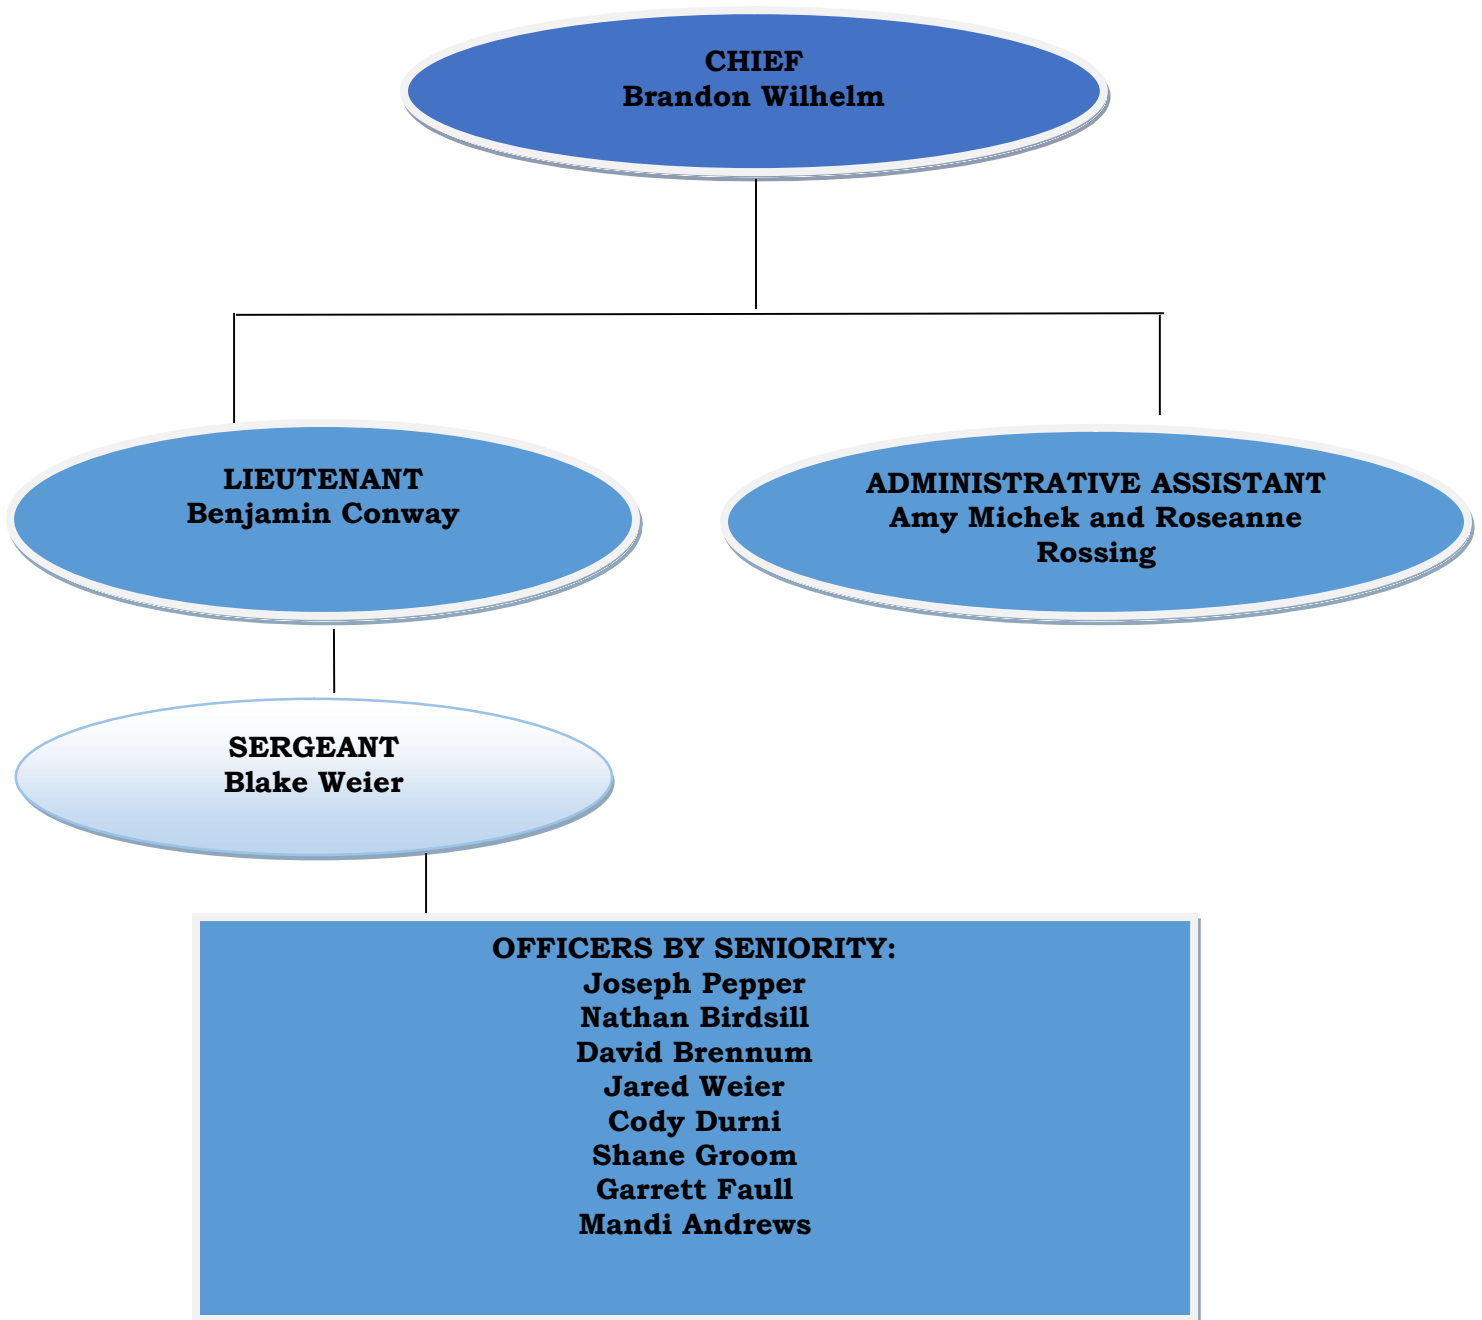 CHIEF
Brandon Wilhelm
LIEUTENANT
Benjamin Conway
ADMINISTRATIVE ASSISTANT
Amy Michek and Roseanne
Rossing
SERGEANT
Blake Weier
OFFICERS BY SENIORITY:
Joseph Pepper
Nathan Birdsill
David Brennum
Jared Weier
Cody Durni
Shane Groom
Garrett Faull
Mandi Andrews